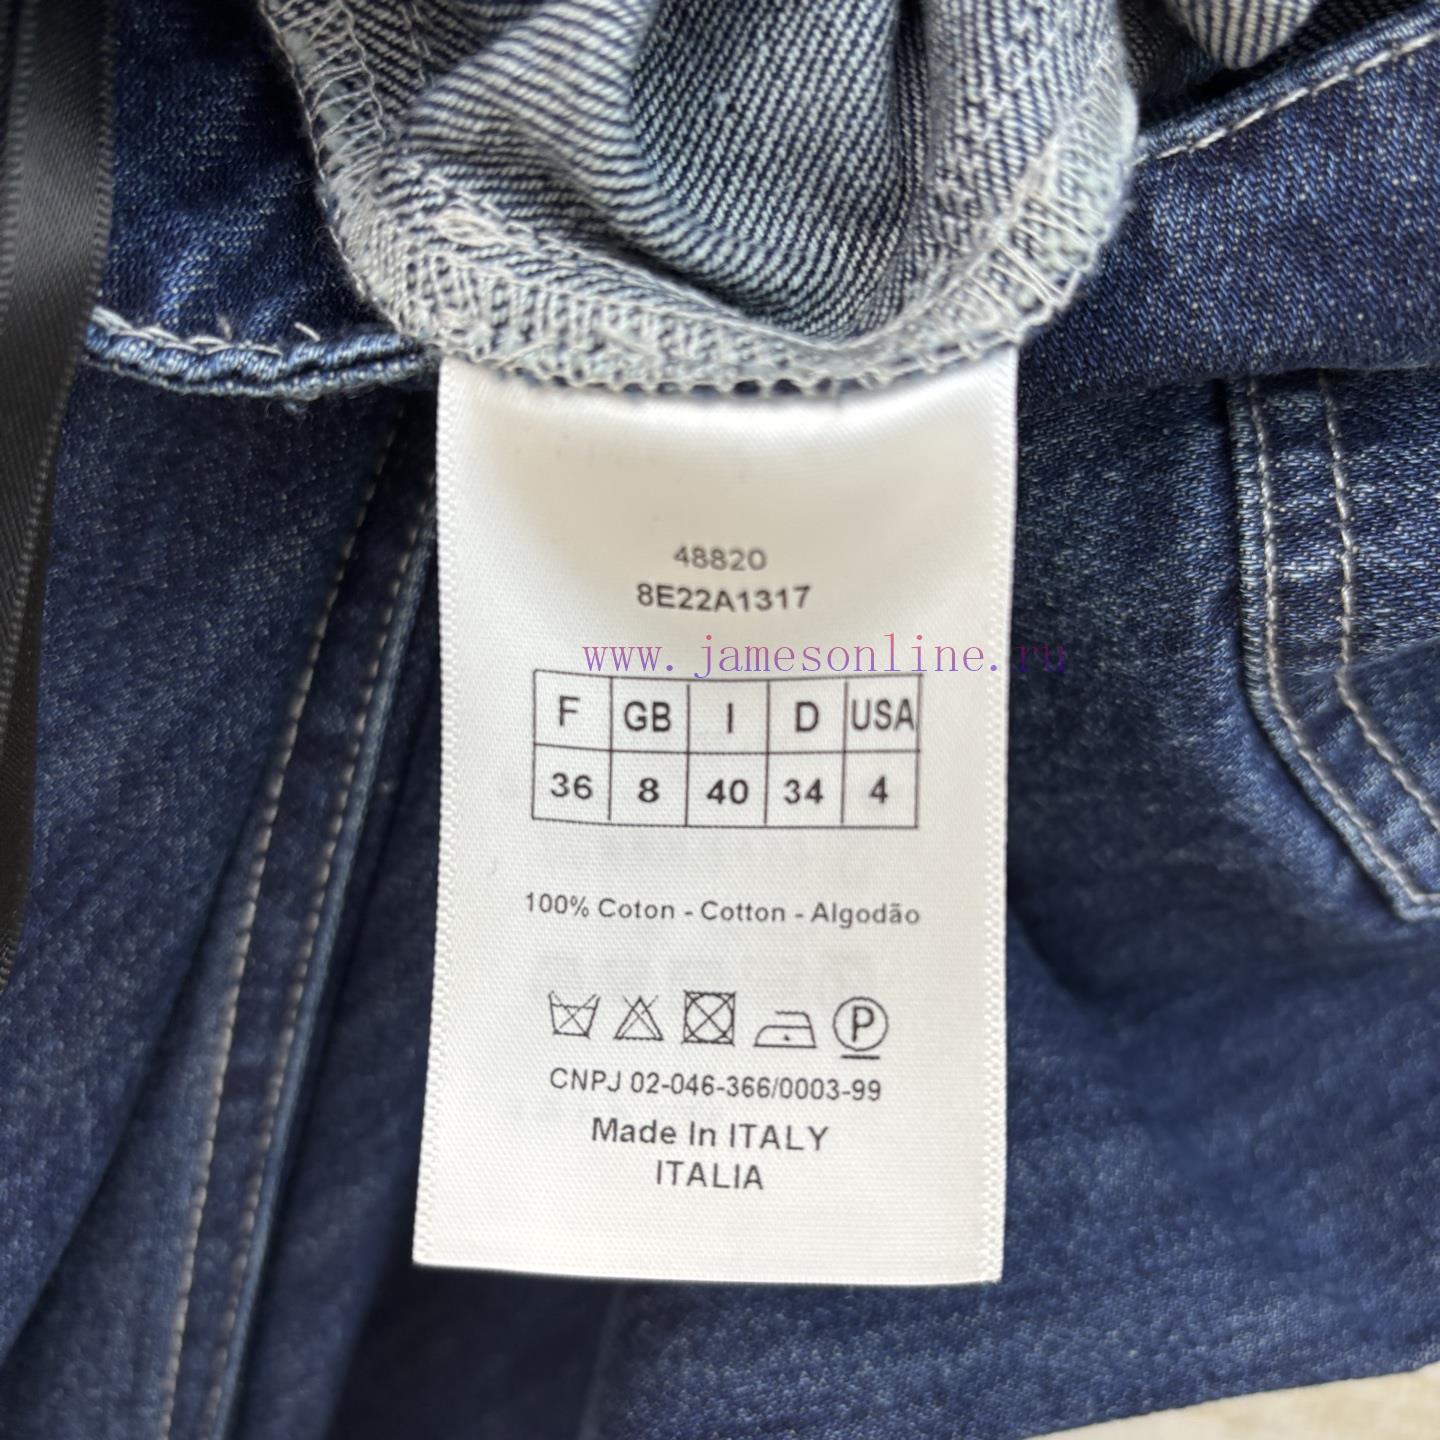 48820
8E22A1317
www.jamesonline.ru
F GB I D USA
36 8 40 34 4
100% Coton - Cotton - Algodão
P
CNPJ 02-046-366/0003-99
Made In ITALY
ITALIA